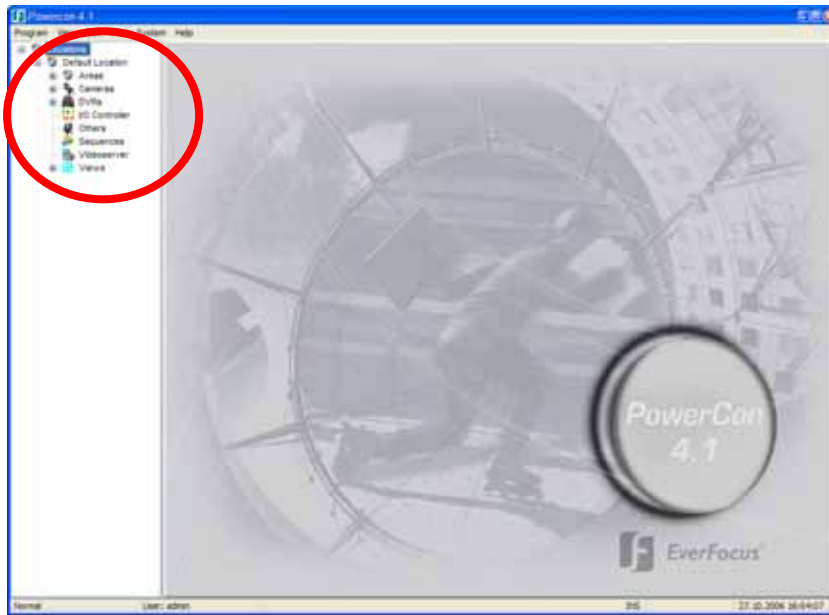 Powercon 4.1
Program System Help
Locations
Default Location
Areas
Cameras
DVRs
I/O Controller
Others
Sequences
Videoserver
Views
PowerCon
4.1
EverFocus
Normal User: admin 27.10.2006 16:04:07